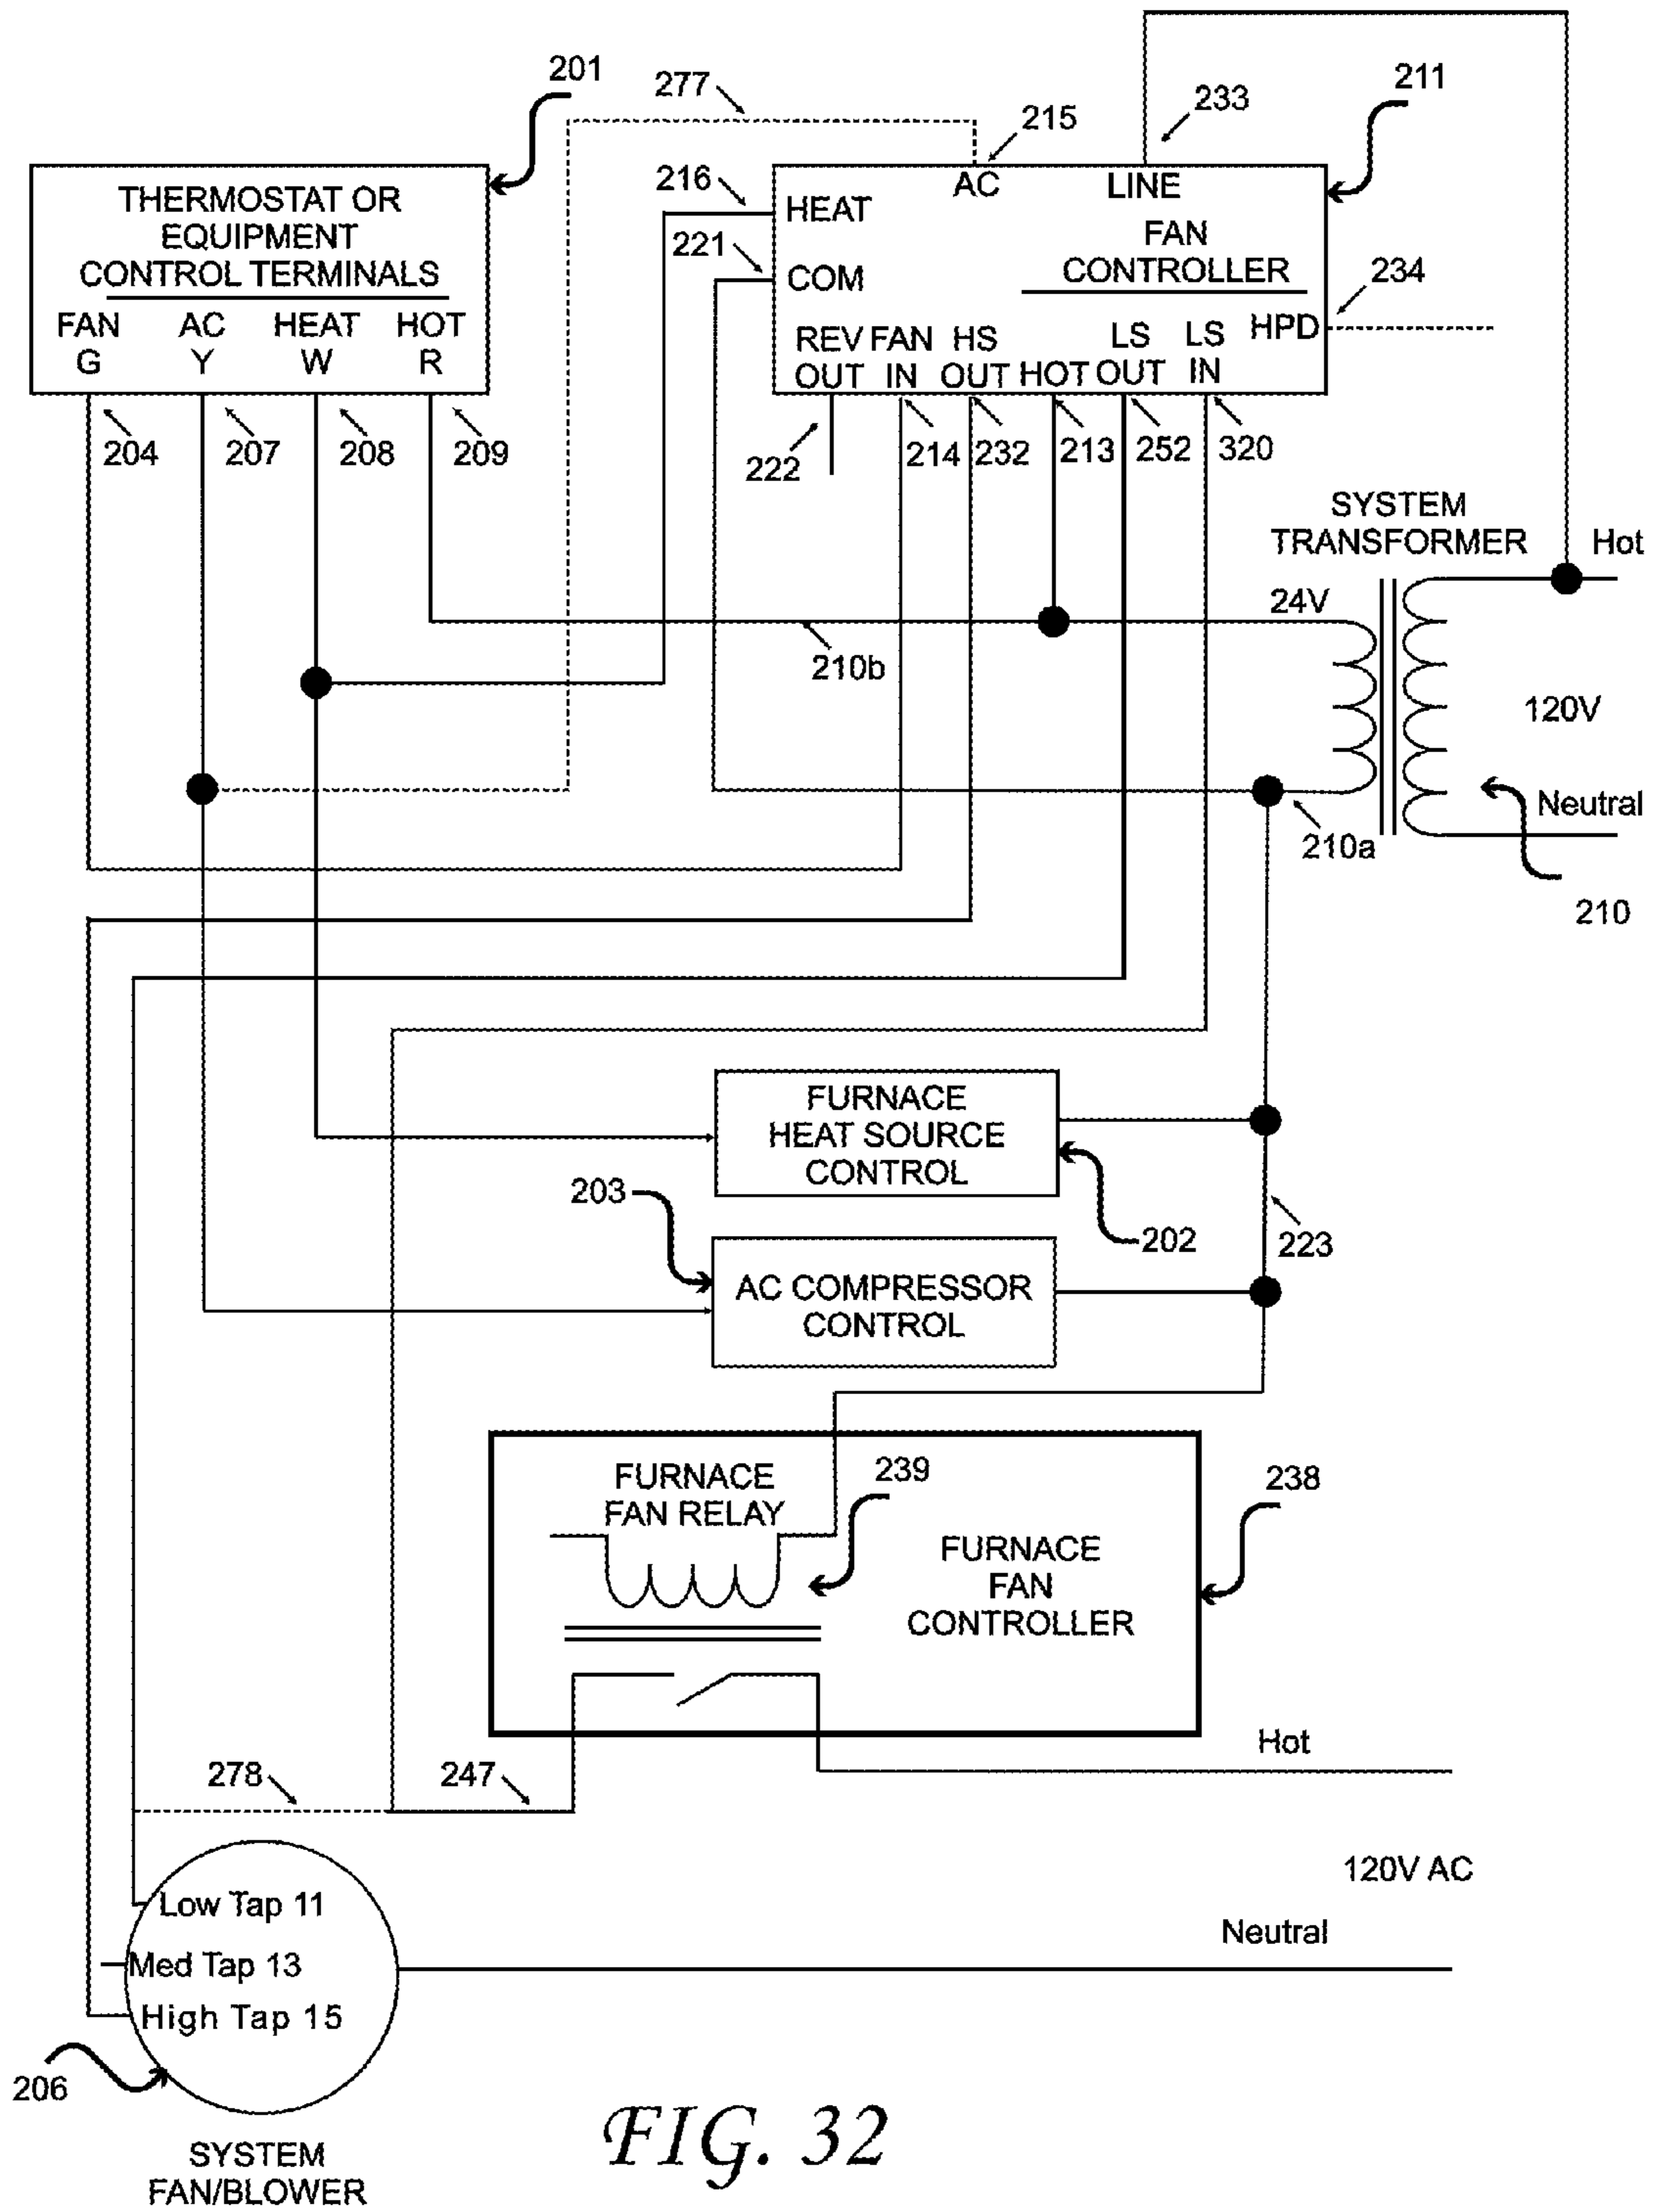 201
277
215
233
211
THERMOSTAT OR
EQUIPMENT
CONTROL TERMINALS
FAN G
AC Y
HEAT W
HOT R
204
207
208
209
216
HEAT
AC
LINE
221
COM
FAN
CONTROLLER
234
HPD
REV OUT
FAN IN
HS OUT
HOT
LS OUT
LS IN
222
214
232
213
252
320
SYSTEM
TRANSFORMER
Hot
24V
210b
120V
Neutral
210a
210
FURNACE
HEAT SOURCE
CONTROL
203
202
223
AC COMPRESSOR
CONTROL
FURNACE
FAN RELAY
239
238
FURNACE
FAN
CONTROLLER
Hot
278
247
120V AC
Low Tap 11
Neutral
Med Tap 13
High Tap 15
206
SYSTEM
FAN/BLOWER
FIG. 32